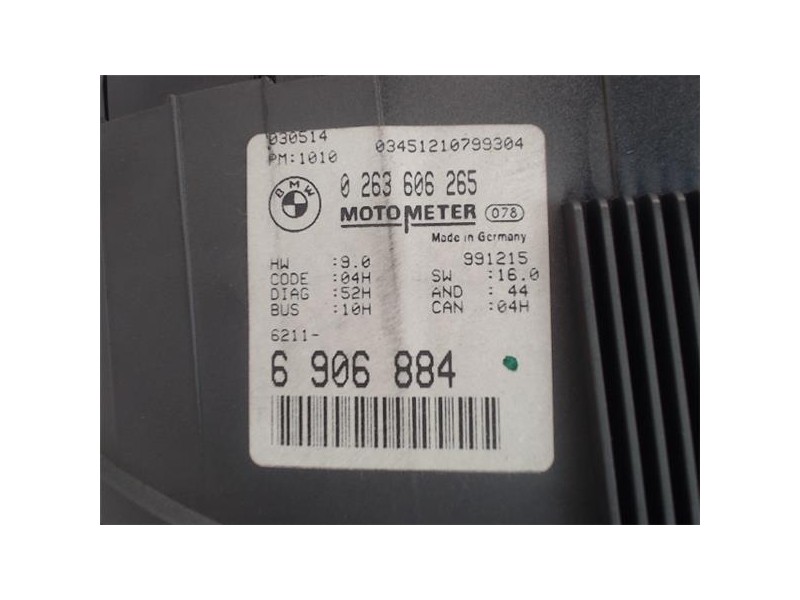 030514 03451210799304
PM:1010
BMW 0 263 606 265
MOTOMETER 078
Made in Germany
991215
HW :9.0 SW :16.0
CODE :04H AND : 44
DIAG :52H CAN :04H
BUS :10H
6211-
6 906 884